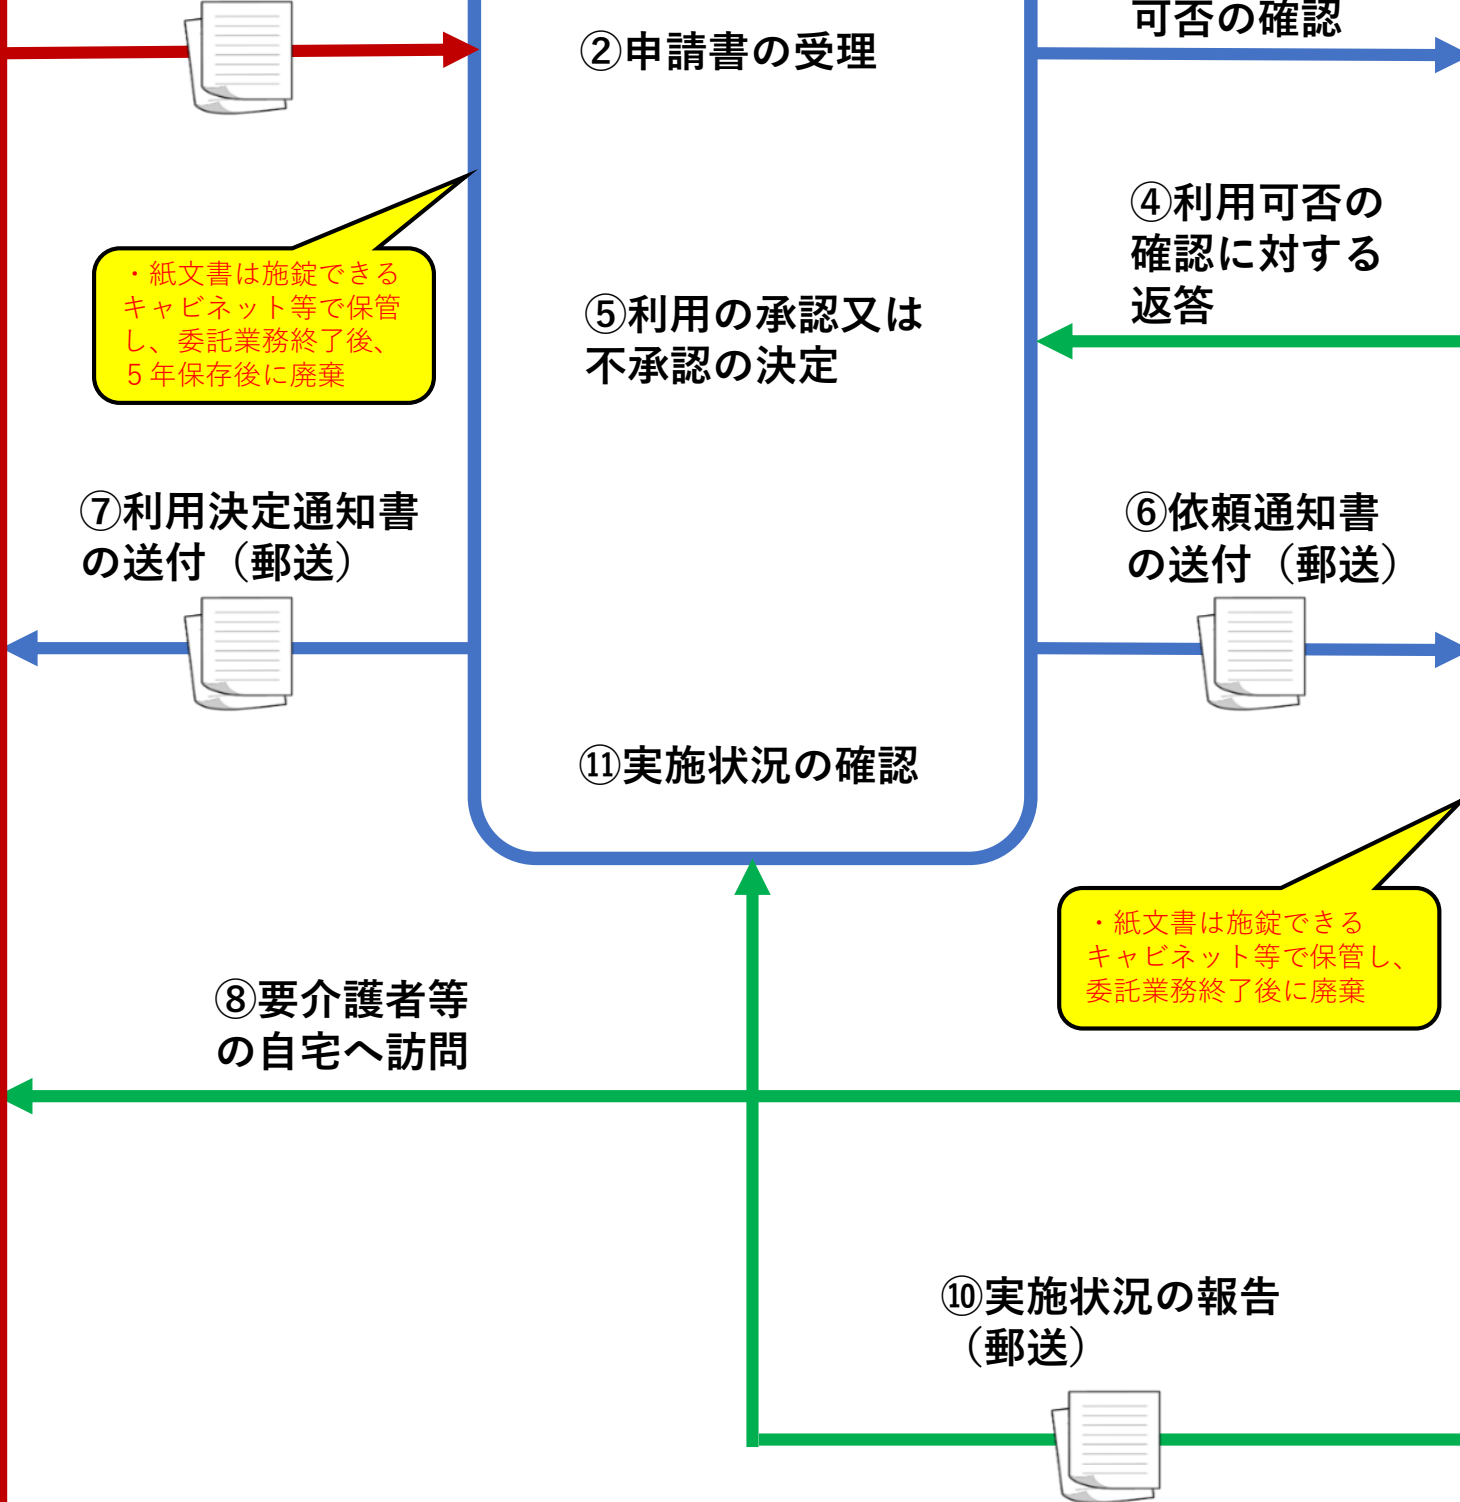 可否の確認
②申請書の受理
④利用可否の
確認に対する
返答
・紙文書は施錠できる
キャビネット等で保管
し、委託業務終了後、
５年保存後に廃棄
⑤利用の承認又は
不承認の決定
⑦利用決定通知書
の送付（郵送）
⑥依頼通知書
の送付（郵送）
⑪実施状況の確認
・紙文書は施錠できる
キャビネット等で保管し、
委託業務終了後に廃棄
⑧要介護者等
の自宅へ訪問
⑩実施状況の報告
（郵送）